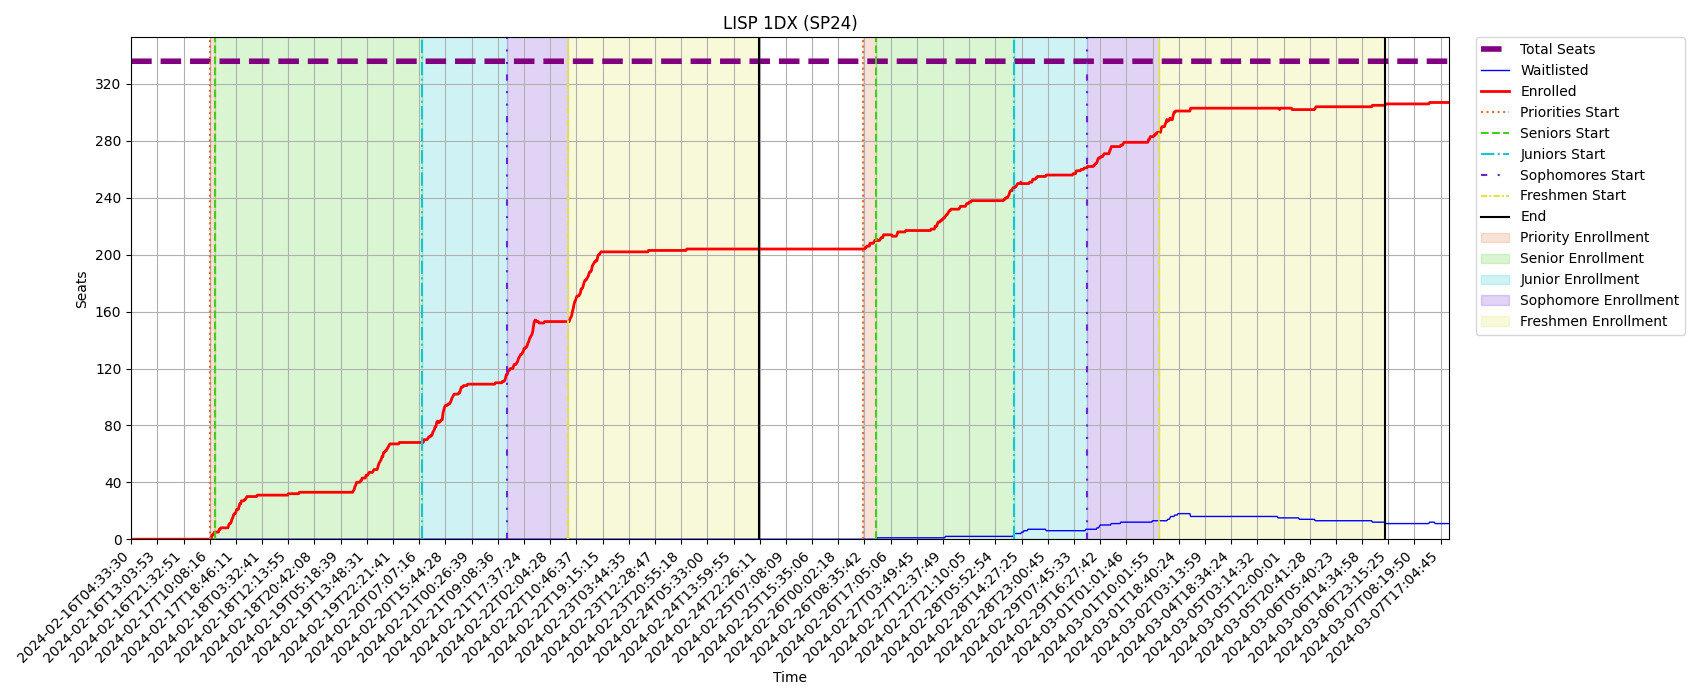 LISP 1DX (SP24)
Total Seats
Waitlisted
Enrolled
Priorities Start
Seniors Start
Juniors Start
Sophomores Start
Freshmen Start
End
Priority Enrollment
Senior Enrollment
Junior Enrollment
Sophomore Enrollment
Freshmen Enrollment
Seats
320
280
240
200
160
120
80
40
0
2024-02-16T04:33:30
2024-02-16T13:03:53
2024-02-16T21:32:51
2024-02-17T10:08:16
2024-02-17T18:46:11
2024-02-18T03:32:41
2024-02-18T12:13:55
2024-02-18T20:42:08
2024-02-19T05:18:39
2024-02-19T13:48:31
2024-02-19T22:21:41
2024-02-20T07:07:16
2024-02-20T15:44:28
2024-02-21T00:26:39
2024-02-21T09:08:36
2024-02-21T17:37:24
2024-02-22T02:04:28
2024-02-22T10:46:37
2024-02-22T19:15:15
2024-02-23T03:44:35
2024-02-23T12:28:47
2024-02-23T20:55:18
2024-02-24T05:33:00
2024-02-24T13:59:55
2024-02-24T22:26:11
2024-02-25T07:08:09
2024-02-25T15:35:06
2024-02-26T00:02:18
2024-02-26T08:35:42
2024-02-26T17:05:06
2024-02-27T03:49:45
2024-02-27T12:37:49
2024-02-27T21:10:05
2024-02-28T05:52:54
2024-02-28T14:27:25
2024-02-28T23:00:45
2024-02-29T07:45:33
2024-02-29T16:27:42
2024-03-01T01:01:46
2024-03-01T10:01:55
2024-03-01T18:40:24
2024-03-02T03:13:59
2024-03-04T18:34:24
2024-03-05T03:14:32
2024-03-05T12:00:01
2024-03-05T20:41:28
2024-03-06T05:40:23
2024-03-06T14:34:58
2024-03-06T23:15:25
2024-03-07T08:19:50
2024-03-07T17:04:45
Time